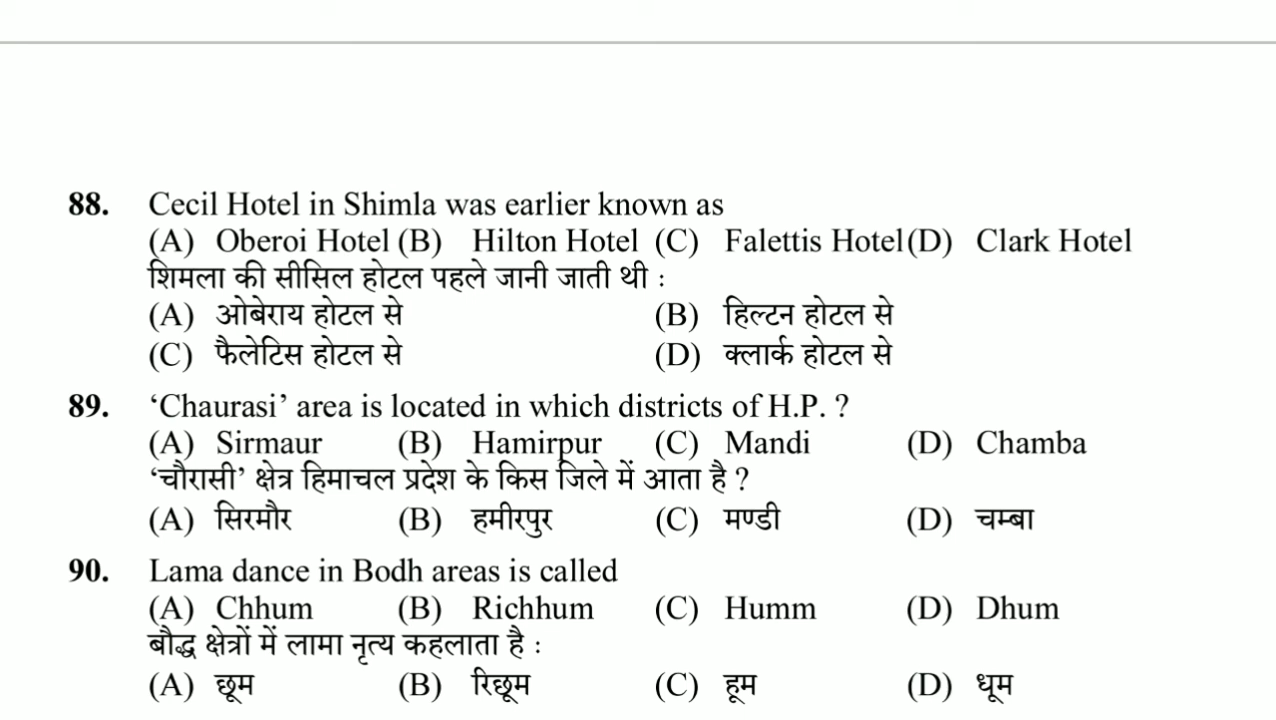 88. Cecil Hotel in Shimla was earlier known as
(A) Oberoi Hotel (B) Hilton Hotel (C) Falettis Hotel (D) Clark Hotel
शिमला की सीसिल होटल पहले जानी जाती थी :
(A) ओबेराय होटल से (B) हिल्टन होटल से
(C) फैलेटिस होटल से (D) क्लार्क होटल से
89. ‘Chaurasi’ area is located in which districts of H.P. ?
(A) Sirmaur (B) Hamirpur (C) Mandi (D) Chamba
‘चौरासी’ क्षेत्र हिमाचल प्रदेश के किस जिले में आता है ?
(A) सिरमौर (B) हमीरपुर (C) मण्डी (D) चम्बा
90. Lama dance in Bodh areas is called
(A) Chhum (B) Richhum (C) Humm (D) Dhum
बौद्ध क्षेत्रों में लामा नृत्य कहलाता है :
(A) छूम (B) रिछूम (C) हूम (D) धूम